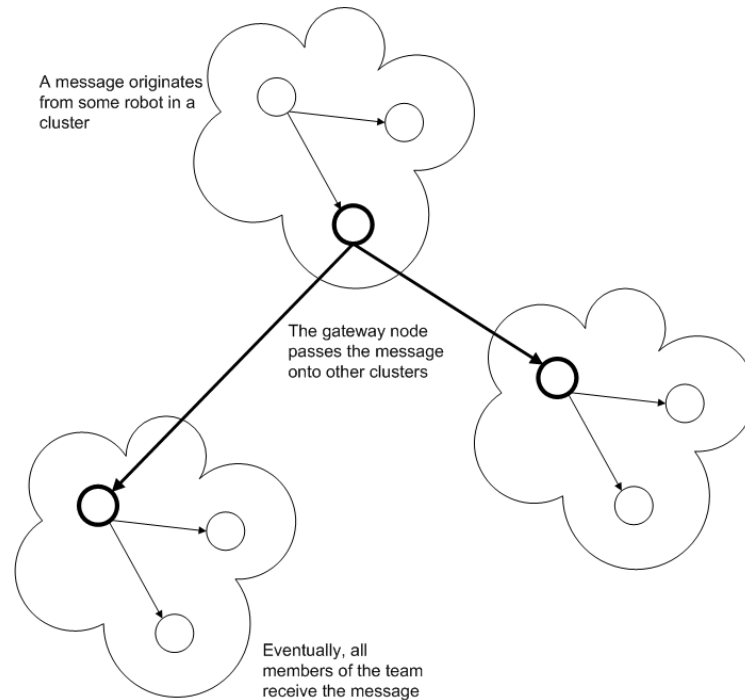 A message originates
from some robot in a
cluster
The gateway node
passes the message
onto other clusters
Eventually, all
members of the team
receive the message